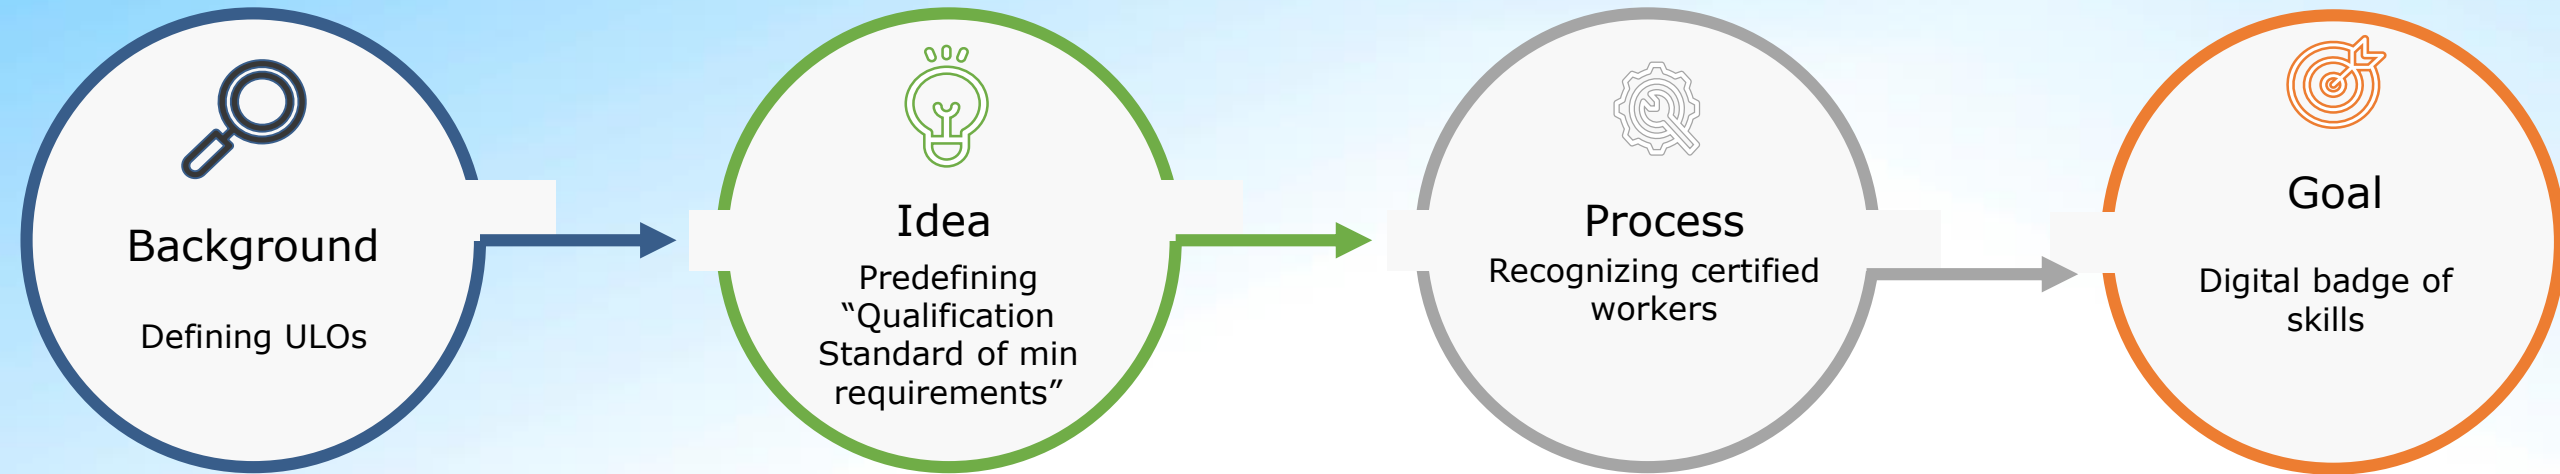 Background
Defining ULOs
Idea
Predefining
“Qualification
Standard of min
requirements”
Process
Recognizing certified
workers
Goal
Digital badge of
skills